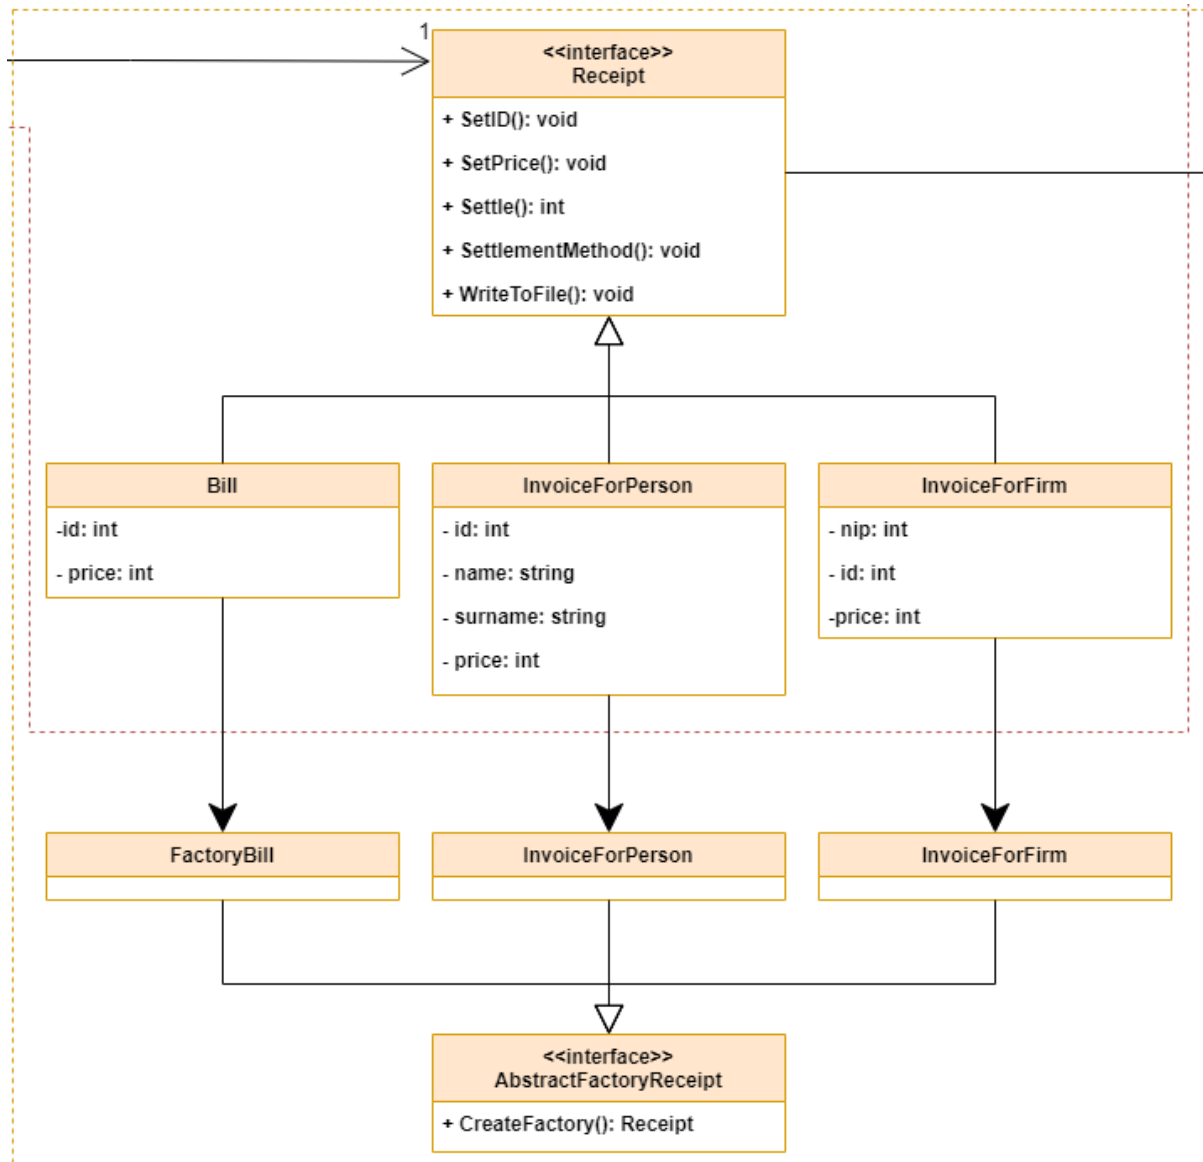 1
<<interface>>
Receipt
+ SetID(): void
+ SetPrice(): void
+ Settle(): int
+ SettlementMethod(): void
+ WriteToFile(): void
Bill
-id: int
- price: int
InvoiceForPerson
- id: int
- name: string
- surname: string
- price: int
InvoiceForFirm
- nip: int
- id: int
-price: int
FactoryBill
InvoiceForPerson
InvoiceForFirm
<<interface>>
AbstractFactoryReceipt
+ CreateFactory(): Receipt